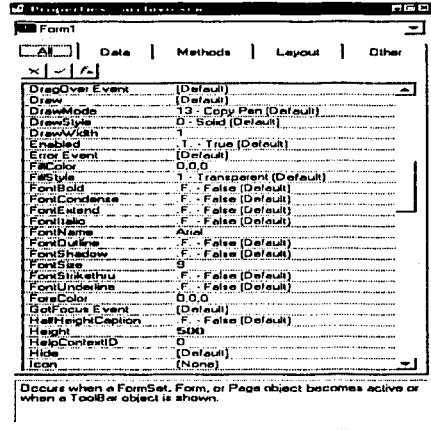 Properties - archivo.scx
Form1
All Data Methods Layout Other
DragOver Event (Default)
Draw (Default)
DrawMode 13 - Copy Pen (Default)
DrawStyle 0 - Solid (Default)
DrawWidth 1
Enabled .T. - True (Default)
Error Event (Default)
FillColor 0,0,0
FillStyle 1 - Transparent (Default)
FontBold .F. - False (Default)
FontCondense .F. - False (Default)
FontExtend .F. - False (Default)
FontItalic .F. - False (Default)
FontName Arial
FontOutline .F. - False (Default)
FontShadow .F. - False (Default)
FontSize 9
FontStrikethru .F. - False (Default)
FontUnderline .F. - False (Default)
ForeColor 0,0,0
GotFocus Event (Default)
HalfHeightCaption .F. - False (Default)
Height 500
HelpContextID 0
Hide (Default)
Icon (None)
Occurs when a FormSet, Form, or Page object becomes active or
when a ToolBar object is shown.